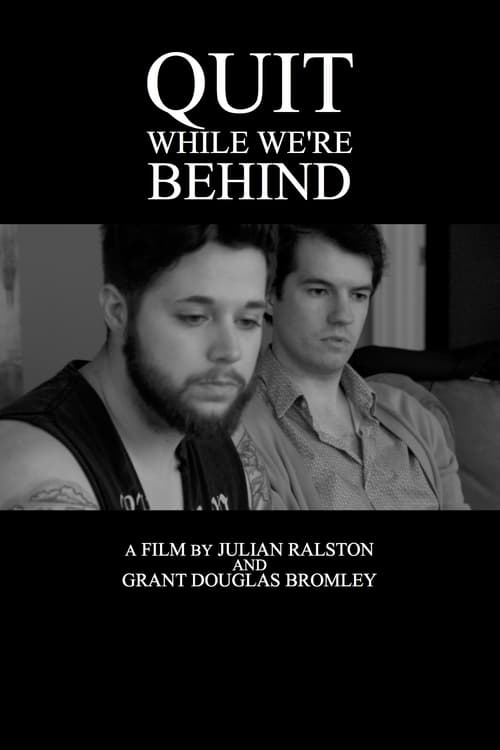 QUIT
WHILE WE'RE
BEHIND
A FILM BY JULIAN RALSTON
AND
GRANT DOUGLAS BROMLEY